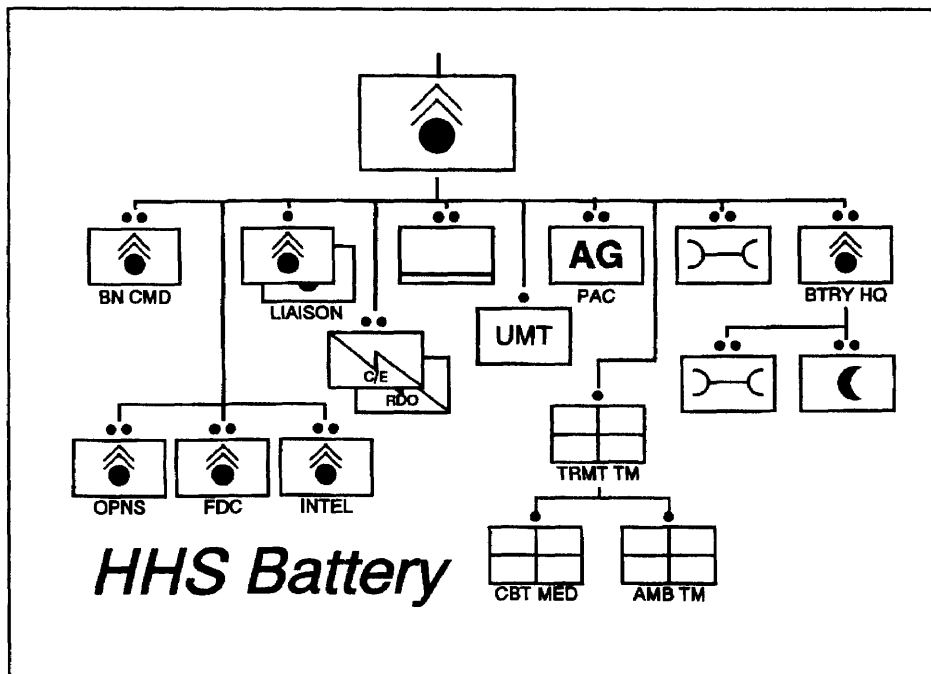 BN CMD
LIAISON
AG
PAC
BTRY HQ
UMT
C/E
RDO
TRMT TM
OPNS
FDC
INTEL
HHS Battery
CBT MED
AMB TM